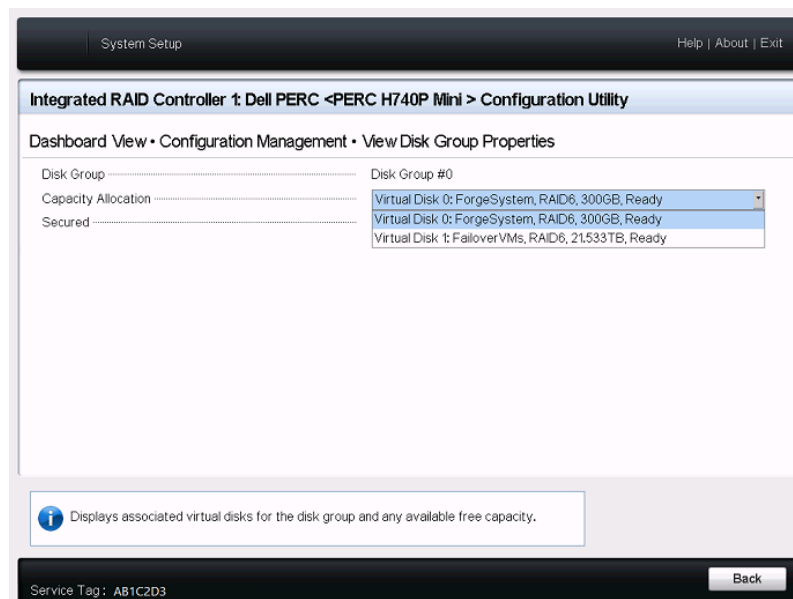 System Setup
Help | About | Exit
Integrated RAID Controller 1: Dell PERC <PERC H740P Mini > Configuration Utility
Dashboard View • Configuration Management • View Disk Group Properties
Disk Group
Disk Group #0
Capacity Allocation
Virtual Disk 0: ForgeSystem, RAID6, 300GB, Ready
Virtual Disk 0: ForgeSystem, RAID6, 300GB, Ready
Secured
Virtual Disk 1: FailoverVMs, RAID6, 21.533TB, Ready
Displays associated virtual disks for the disk group and any available free capacity.
Back
Service Tag: AB1C2D3